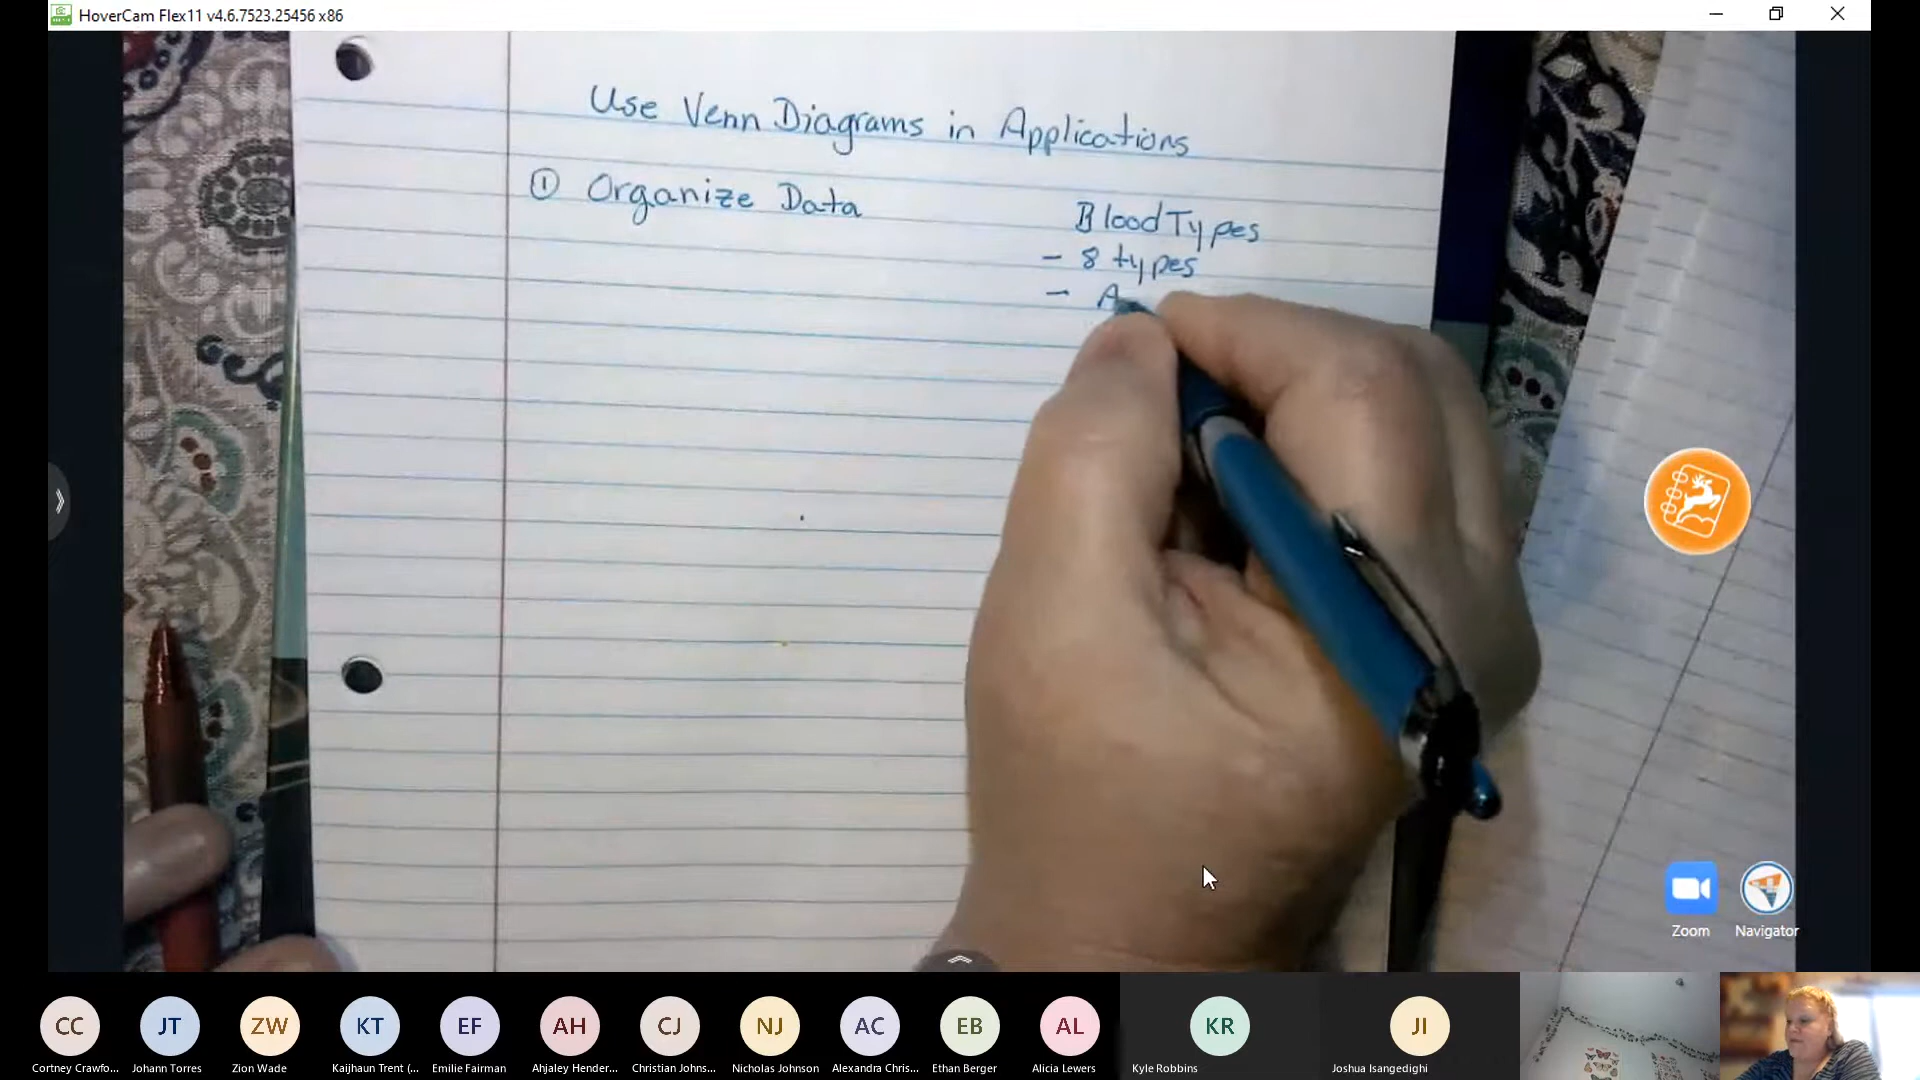 HoverCam Flex11 v4.6.7523.25456 x86
Use Venn Diagrams in Applications
① Organize Data
Blood Types
- 8 types
- A
Zoom
Navigator
CC
JT
ZW
KT
EF
AH
CJ
NJ
AC
EB
AL
KR
JI
Cortney Crawfo...
Johann Torres
Zion Wade
Kaijhaun Trent (...
Emilie Fairman
Ahjaley Hender...
Christian Johns...
Nicholas Johnson
Alexandra Chris...
Ethan Berger
Alicia Lewers
Kyle Robbins
Joshua Isangedighi